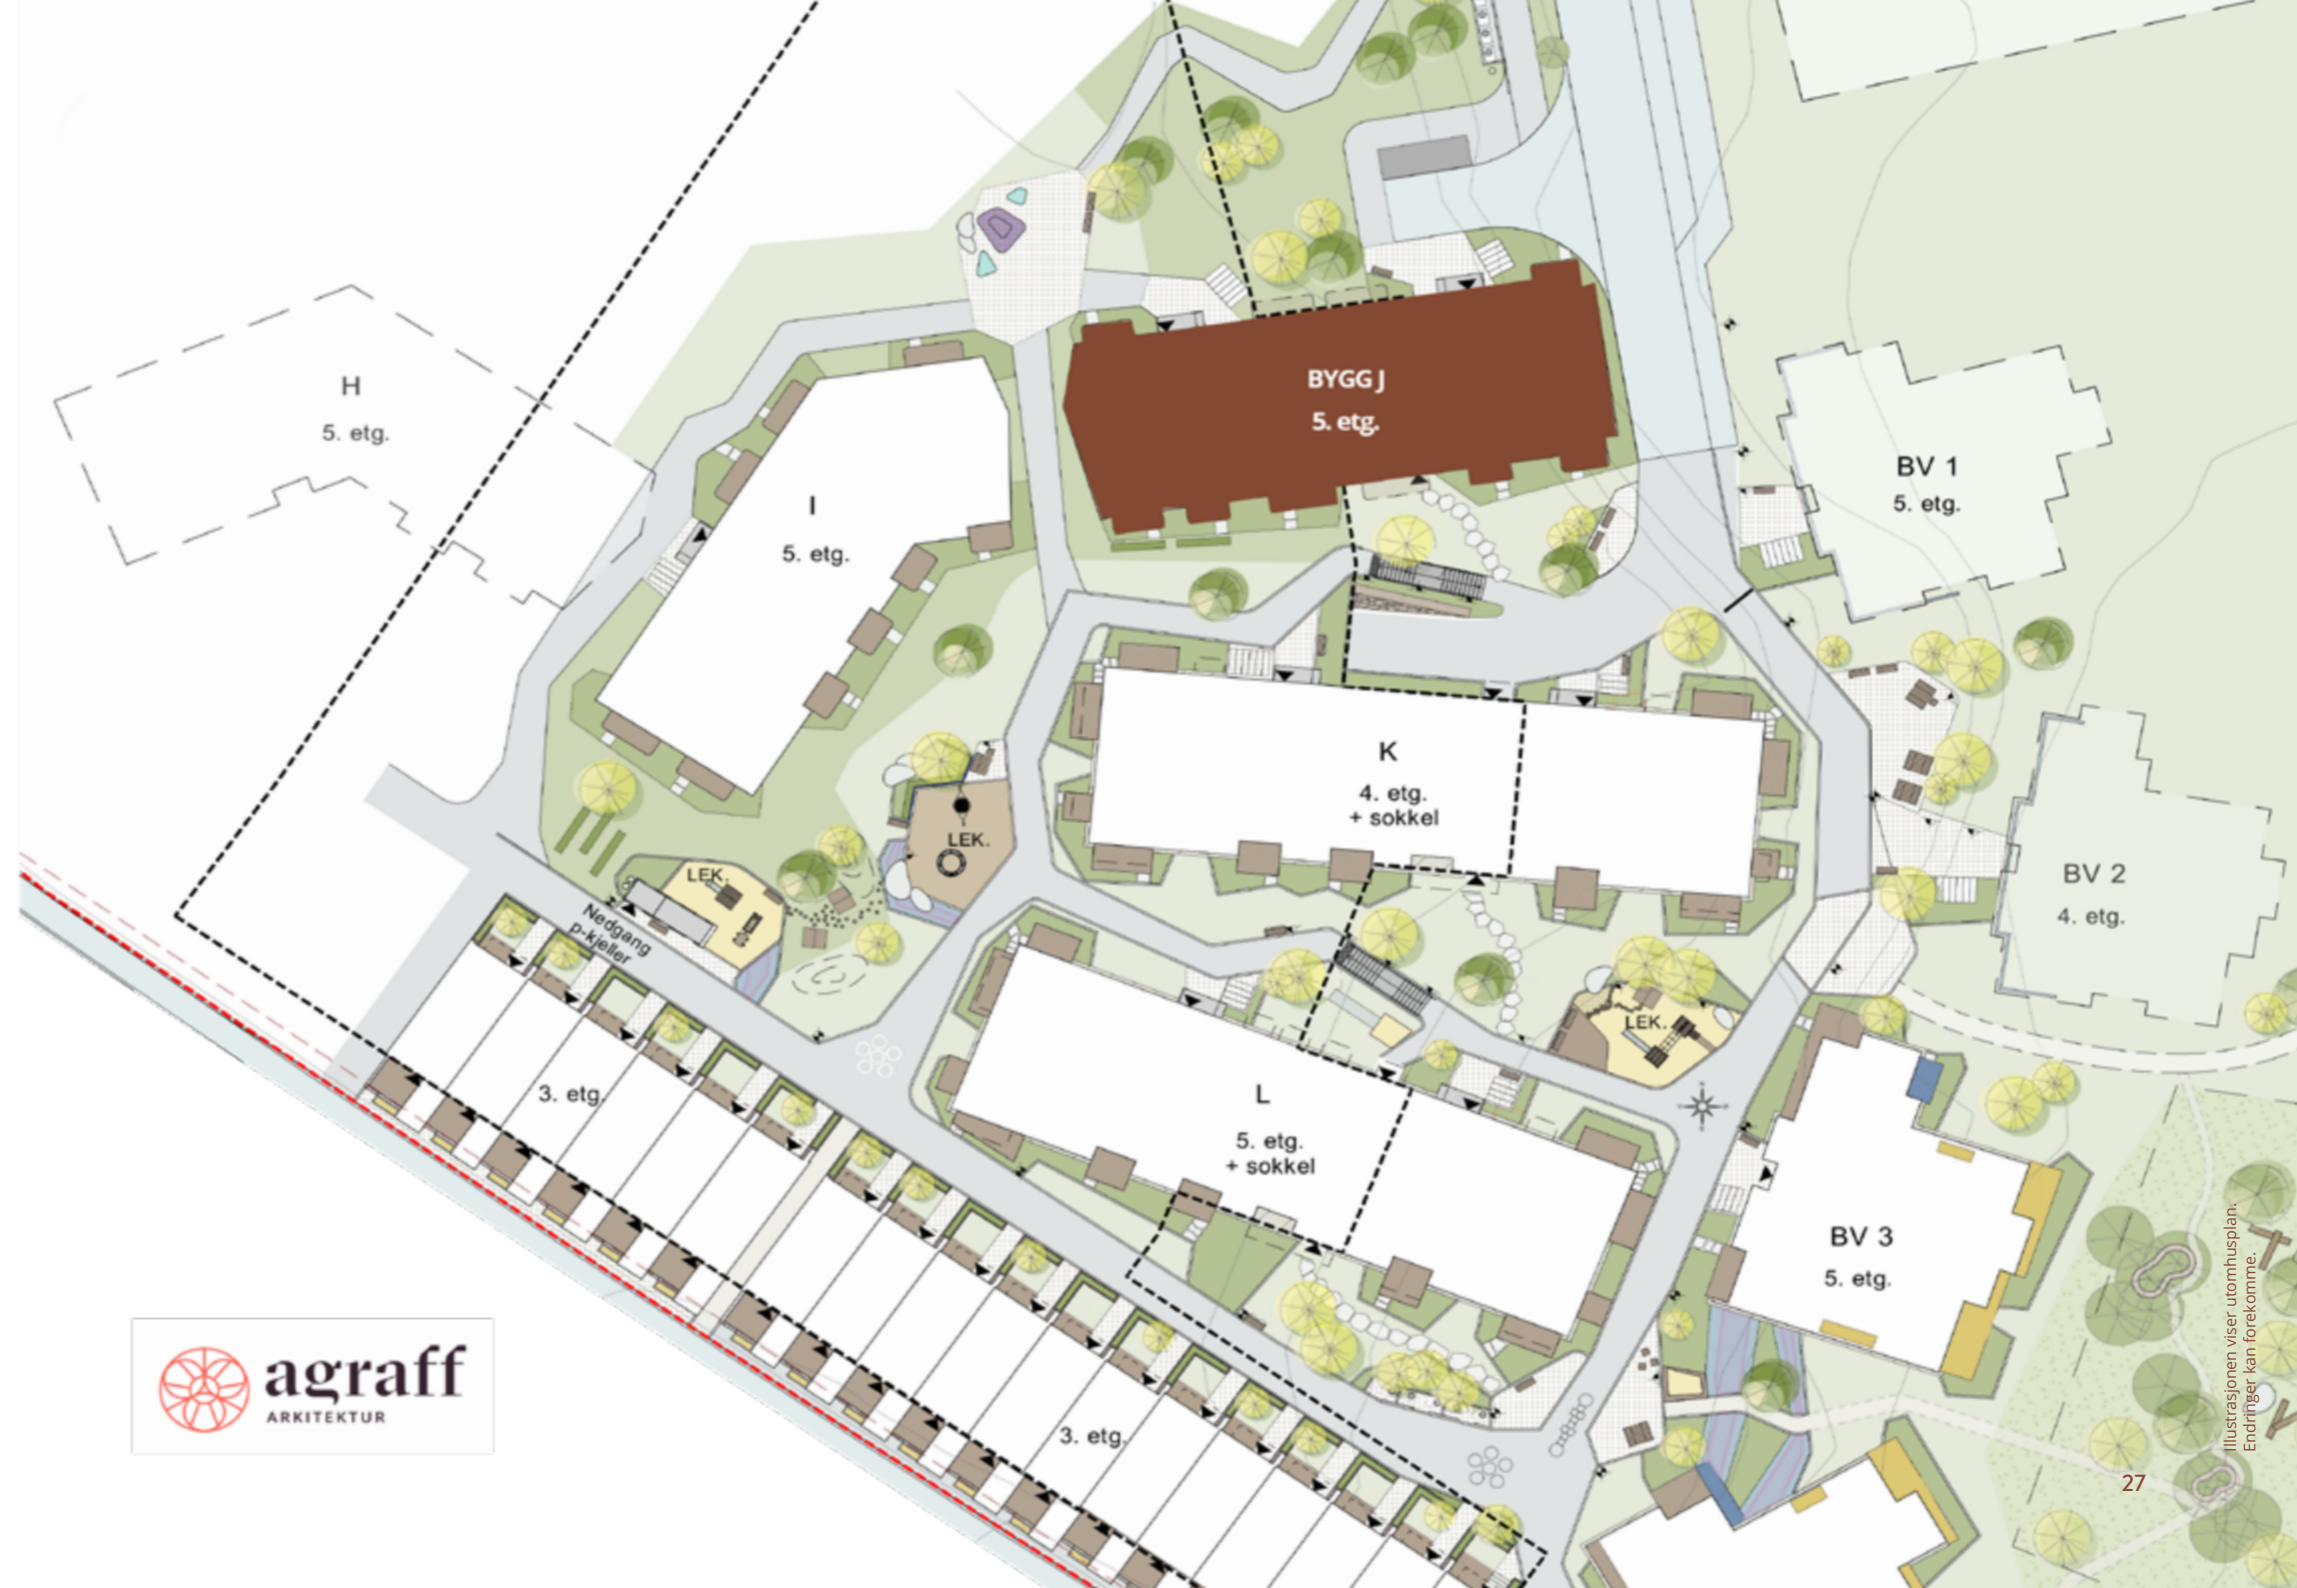 H
5. etg.
BYGG J
5. etg.
I
5. etg.
BV 1
5. etg.
K
4. etg.
+ sokkel
LEK.
LEK.
Nedgang
p-kjeller
BV 2
4. etg.
LEK.
3. etg.
L
5. etg.
+ sokkel
BV 3
5. etg.
3. etg.
agraff
ARKITEKTUR
Illustrasjonen viser utomhusplan.
Endringer kan forekomme.
27